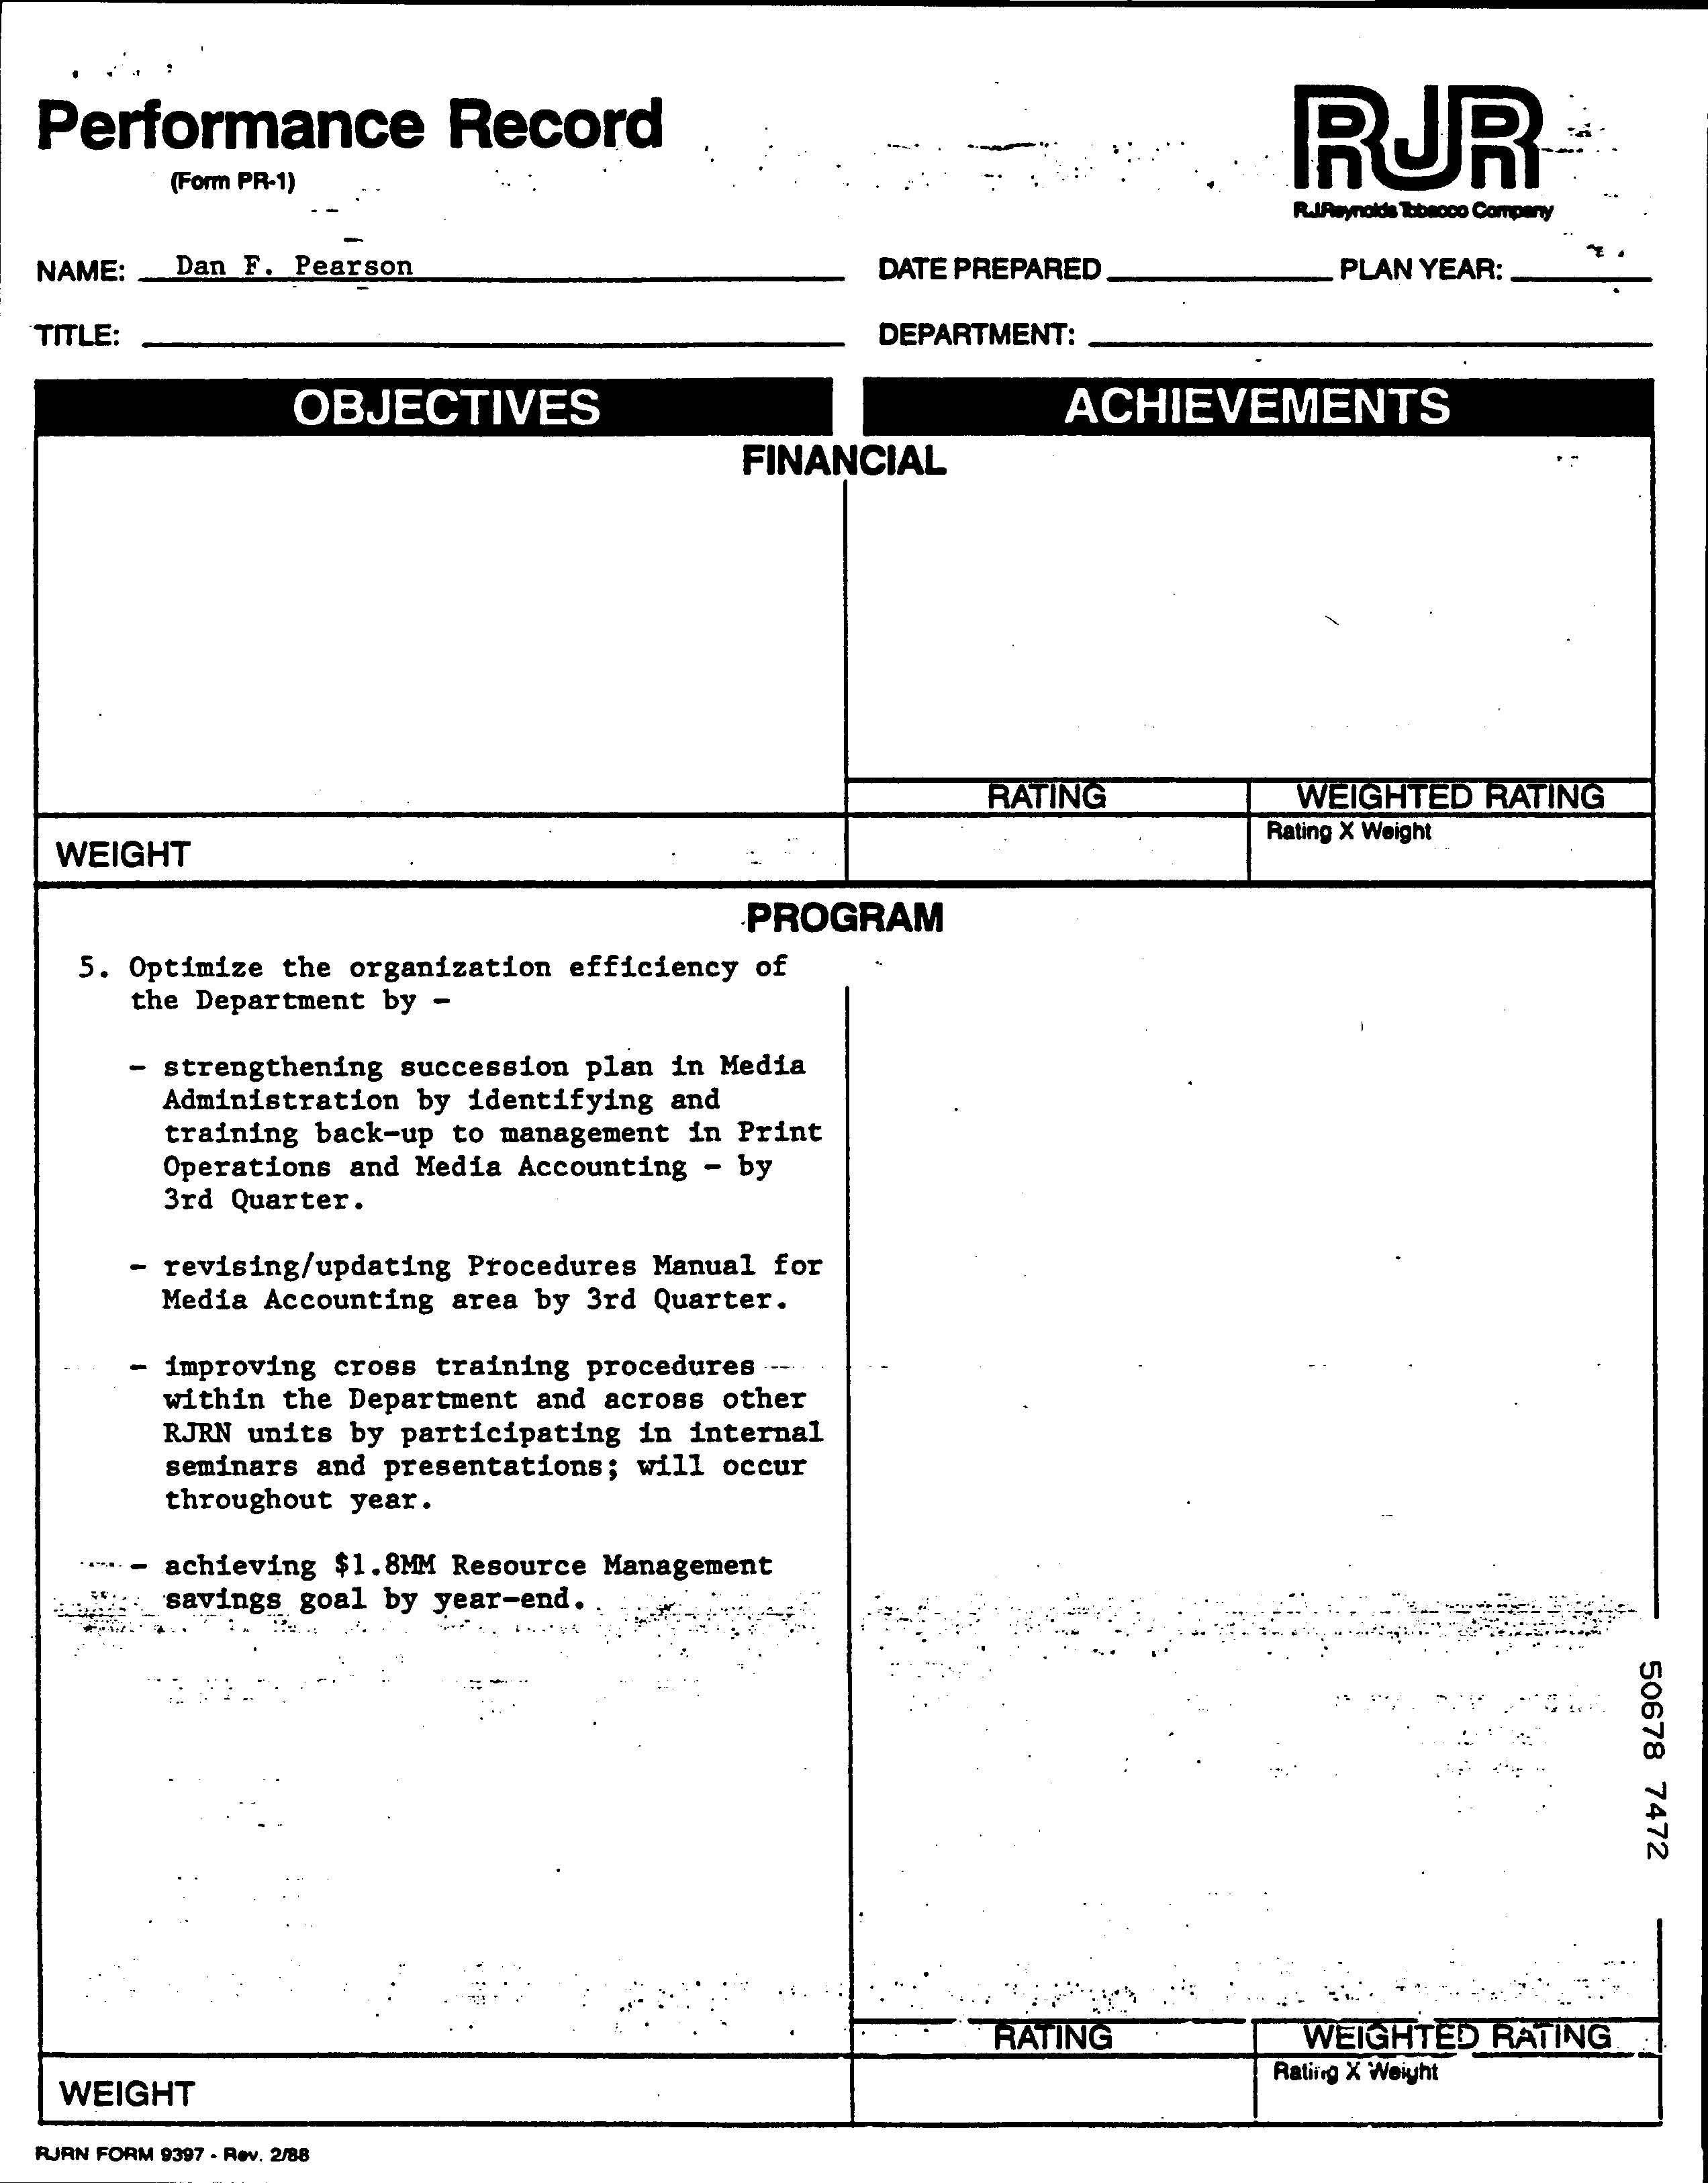 Performance Record
(Form PR-1)
RJR
R.J.Reynolds Tobacco Company
NAME: Dan F. Pearson
DATE PREPARED
PLAN YEAR:
TITLE:
DEPARTMENT:
OBJECTIVES
ACHIEVEMENTS
FINANCIAL
RATING
WEIGHTED RATING
WEIGHT
Rating X Weight
PROGRAM
5. Optimize the organization efficiency of
the Department by -
- strengthening succession plan in Media
Administration by identifying and
training back-up to management in Print
Operations and Media Accounting - by
3rd Quarter.
- revising/updating Procedures Manual for
Media Accounting area by 3rd Quarter.
- improving cross training procedures
within the Department and across other
RJRN units by participating in internal
seminars and presentations; will occur
throughout year.
- achieving $1.8MM Resource Management
savings goal by year-end.
50678 7472
RATING
WEIGHTED RATING
WEIGHT
Rating X Weight
RJRN FORM 9397 - Rev. 2/88